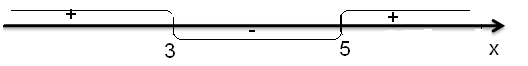 + - +
3 5 x